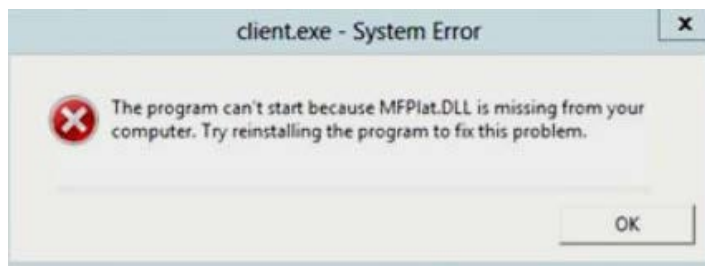 client.exe - System Error
x
The program can't start because MFPlat.DLL is missing from your
computer. Try reinstalling the program to fix this problem.
OK